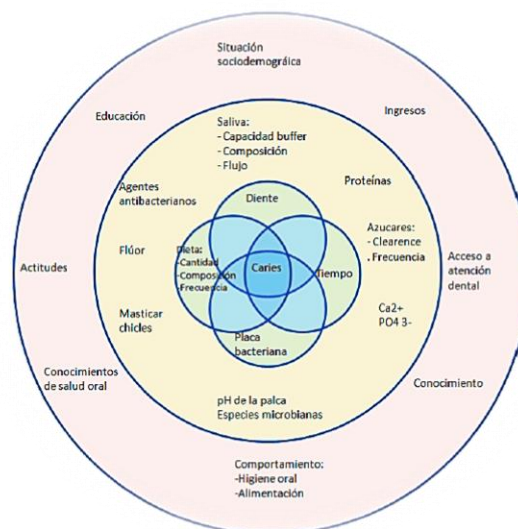 Situación
sociodemográica
Educación
Ingresos
Saliva:
- Capacidad buffer
- Composición
- Flujo
Agentes
antibacterianos
Diente
Proteínas
Azucares:
- Clearence
. Frecuencia
Actitudes
Flúor
Dieta:
-Cantidad
-Composición
-Frecuencia
Caries
Tiempo
Acceso a
atención
dental
Masticar
chicles
Ca2+
PO4 3-
Placa
bacteriana
Conocimientos
de salud oral
Conocimiento
pH de la palca
Especies microbianas
Comportamiento:
-Higiene oral
-Alimentación